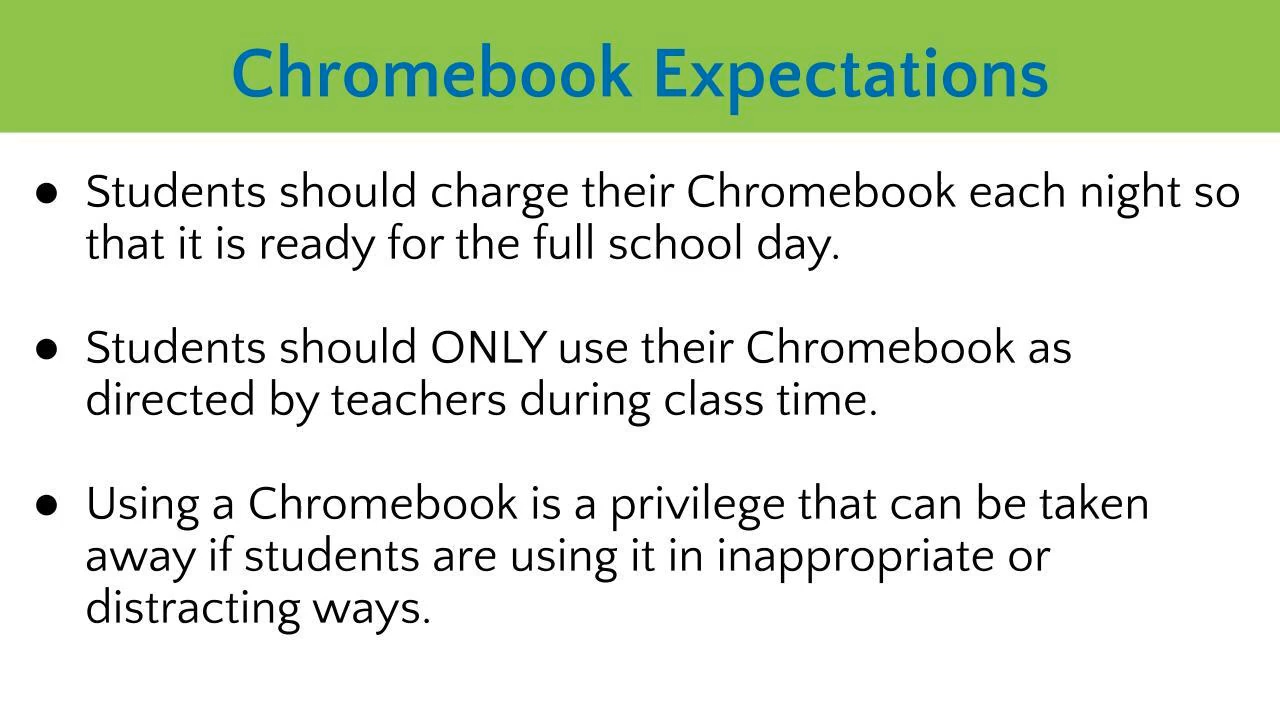 Chromebook Expectations
● Students should charge their Chromebook each night so
that it is ready for the full school day.
● Students should ONLY use their Chromebook as
directed by teachers during class time.
● Using a Chromebook is a privilege that can be taken
away if students are using it in inappropriate or
distracting ways.